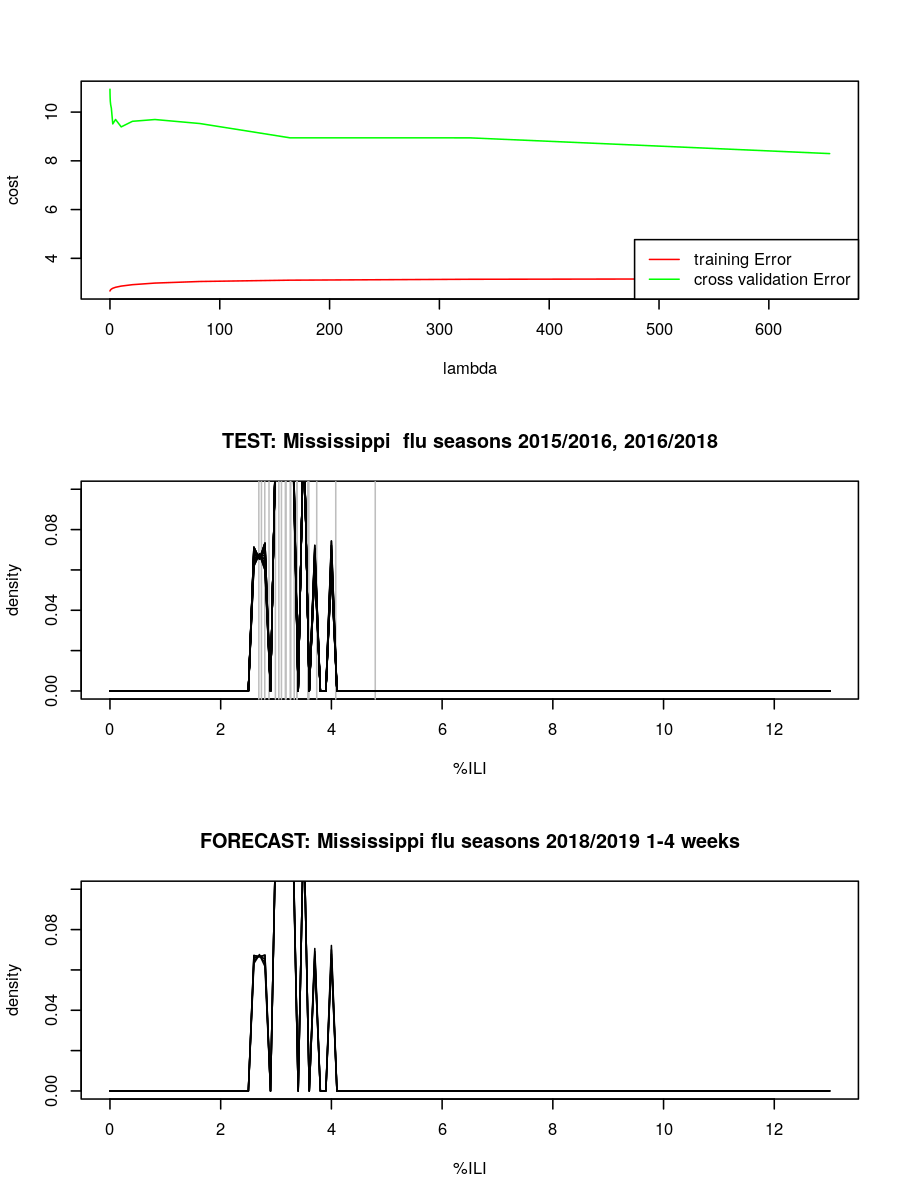 10
8
6
4
cost
training Error
cross validation Error
0 100 200 300 400 500 600
lambda
TEST: Mississippi  flu seasons 2015/2016, 2016/2018
0.08
0.04
0.00
density
0 2 4 6 8 10 12
%ILI
FORECAST: Mississippi flu seasons 2018/2019 1-4 weeks
0.08
0.04
0.00
density
0 2 4 6 8 10 12
%ILI